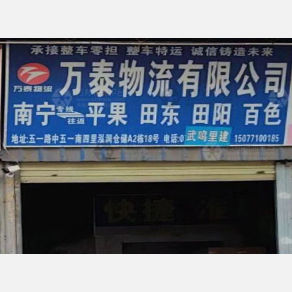 承接整车零担 整车特运 诚信铸造未来
万泰物流 万泰物流有限公司
南宁 专线往返 平果 田东 田阳 百色
地址:五一路中五一南四里泓润仓储A2栋18号 电话:0 武鸣里建 15077100185
快捷 准